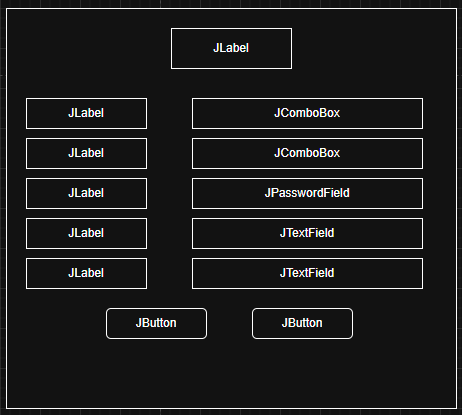 JLabel
JLabel JComboBox
JLabel JComboBox
JLabel JPasswordField
JLabel JTextField
JLabel JTextField
JButton JButton